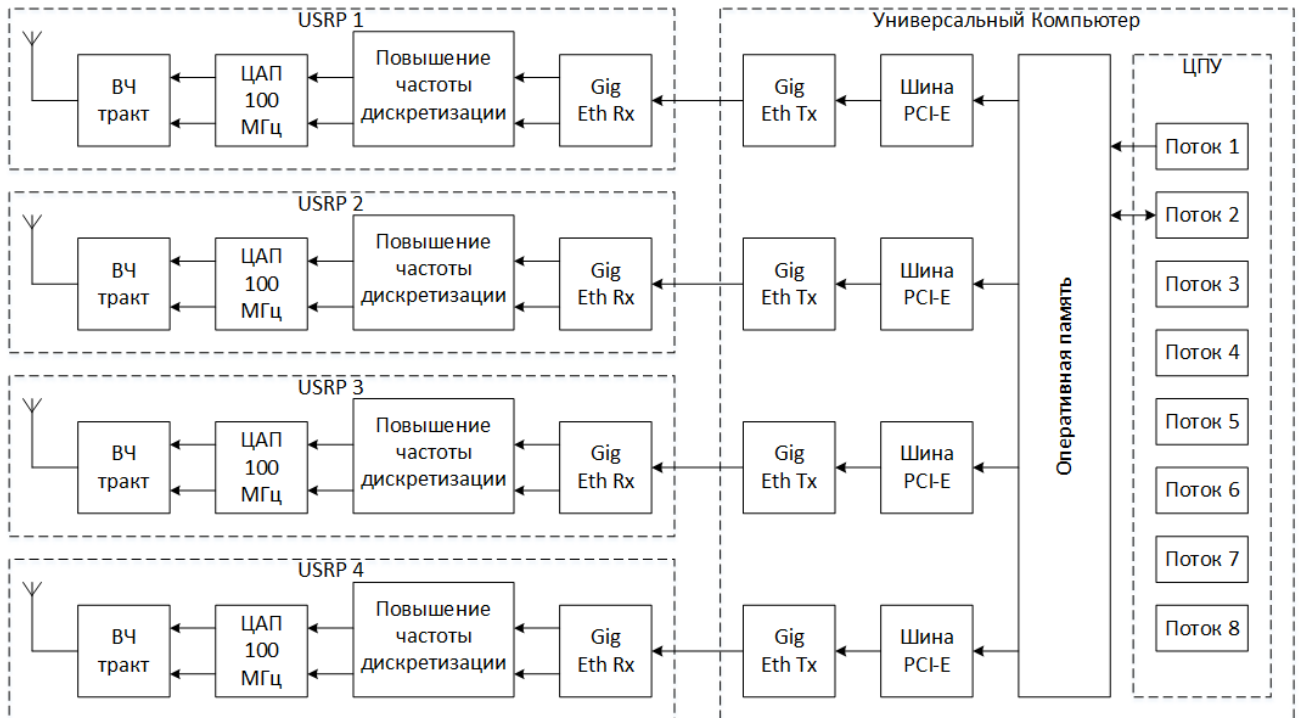 USRP 1
ВЧ
тракт
ЦАП
100
МГц
Повышение
частоты
дискретизации
Gig
Eth Rx
USRP 2
ВЧ
тракт
ЦАП
100
МГц
Повышение
частоты
дискретизации
Gig
Eth Rx
USRP 3
ВЧ
тракт
ЦАП
100
МГц
Повышение
частоты
дискретизации
Gig
Eth Rx
USRP 4
ВЧ
тракт
ЦАП
100
МГц
Повышение
частоты
дискретизации
Gig
Eth Rx
Универсальный Компьютер
Gig
Eth Tx
Шина
PCI-E
Gig
Eth Tx
Шина
PCI-E
Gig
Eth Tx
Шина
PCI-E
Gig
Eth Tx
Шина
PCI-E
Оперативная память
ЦПУ
Поток 1
Поток 2
Поток 3
Поток 4
Поток 5
Поток 6
Поток 7
Поток 8